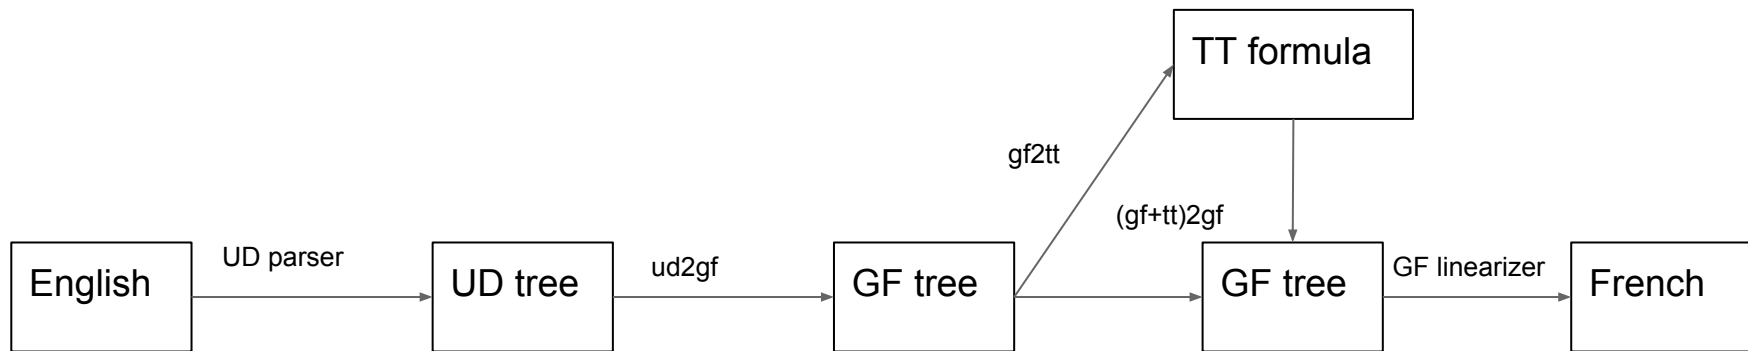 TT formula
gf2tt
(gf+tt)2gf
English
UD parser
UD tree
ud2gf
GF tree
GF tree
GF linearizer
French